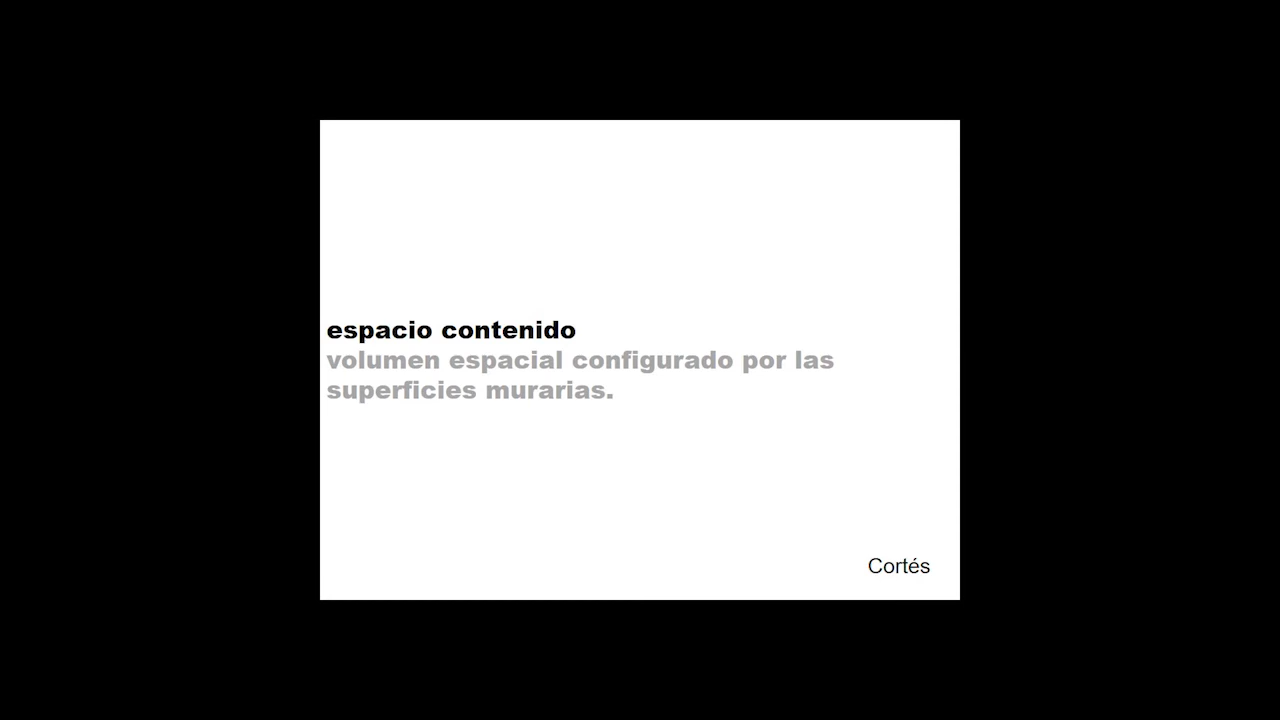 espacio contenido
volumen espacial configurado por las
superficies murarias.
Cortés